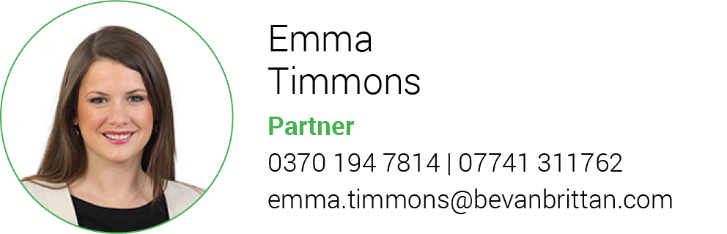 Emma
Timmons
Partner
0370 194 7814 | 07741 311762
emma.timmons@bevanbrittan.com